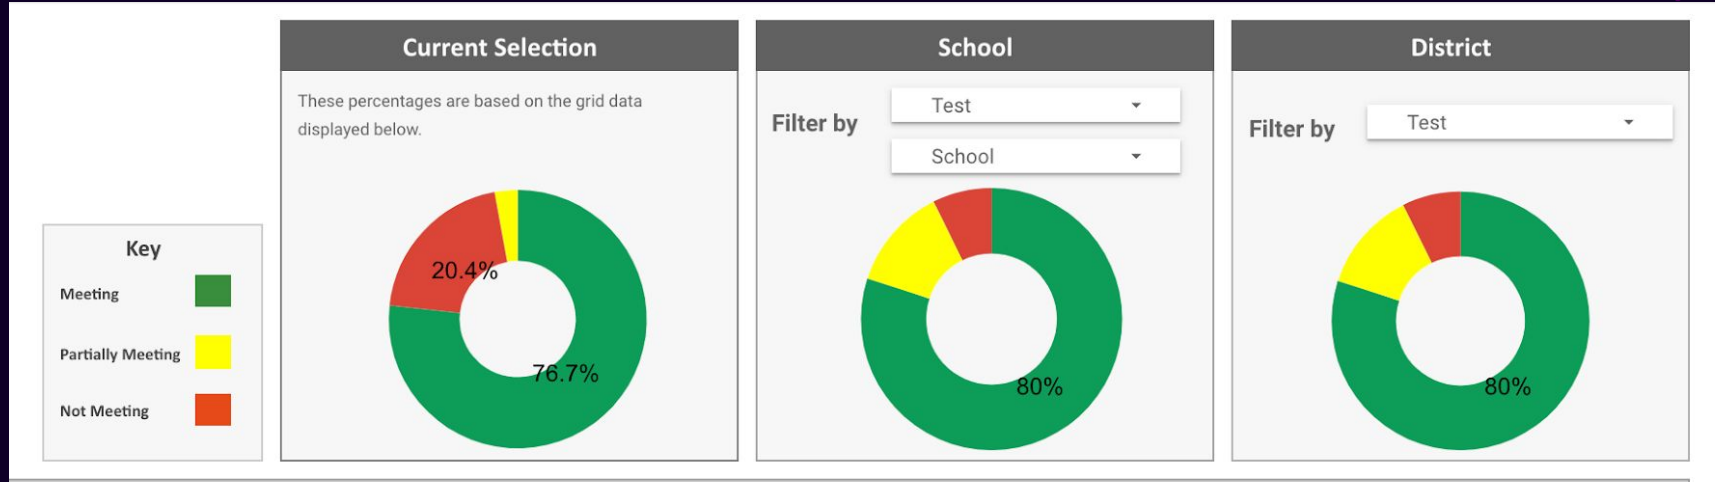 Current Selection
These percentages are based on the grid data
displayed below.
20.4%
76.7%
School
Filter by
Test
School
80%
District
Filter by
Test
80%
Key
Meeting
Partially Meeting
Not Meeting